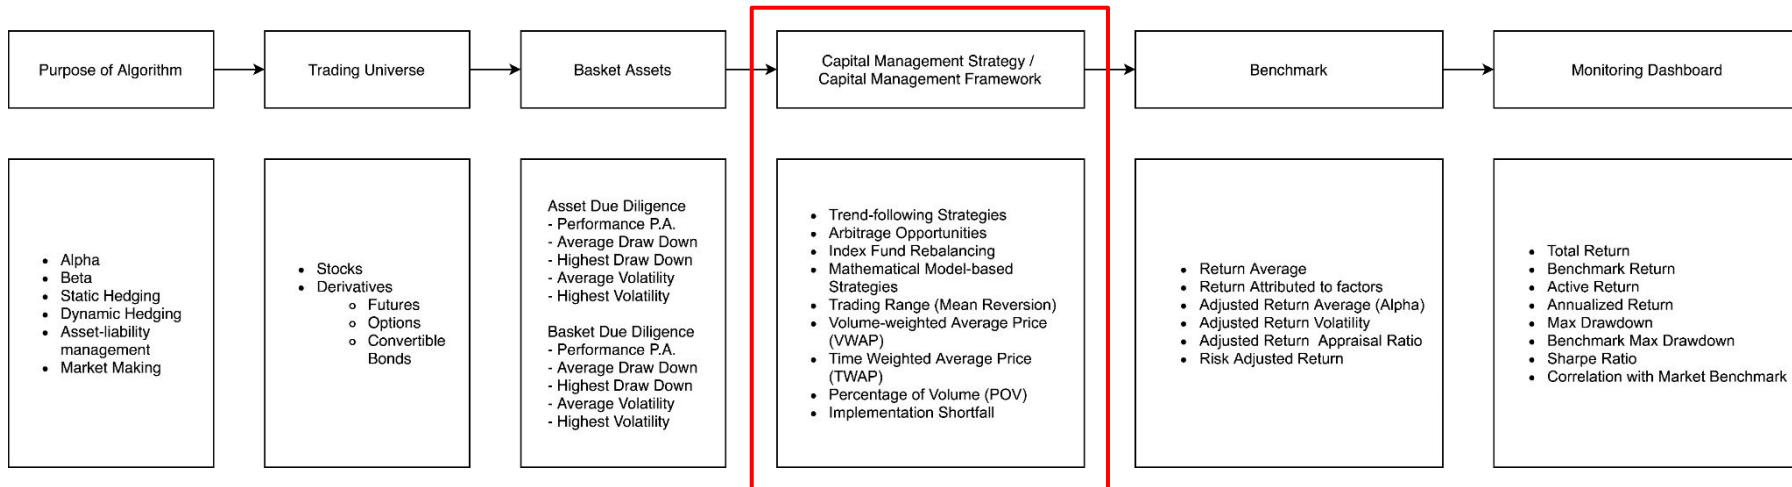 Purpose of Algorithm
Trading Universe
Basket Assets
Capital Management Strategy /
Capital Management Framework
Benchmark
Monitoring Dashboard
• Alpha
• Beta
• Static Hedging
• Dynamic Hedging
• Asset-liability
management
• Market Making
• Stocks
• Derivatives
○ Futures
○ Options
○ Convertible
Bonds
Asset Due Diligence
- Performance P.A.
- Average Draw Down
- Highest Draw Down
- Average Volatility
- Highest Volatility
Basket Due Diligence
- Performance P.A.
- Average Draw Down
- Highest Draw Down
- Average Volatility
- Highest Volatility
• Trend-following Strategies
• Arbitrage Opportunities
• Index Fund Rebalancing
• Mathematical Model-based
Strategies
• Trading Range (Mean Reversion)
• Volume-weighted Average Price
(VWAP)
• Time Weighted Average Price
(TWAP)
• Percentage of Volume (POV)
• Implementation Shortfall
• Return Average
• Return Attributed to factors
• Adjusted Return Average (Alpha)
• Adjusted Return Volatility
• Adjusted Return Appraisal Ratio
• Risk Adjusted Return
• Total Return
• Benchmark Return
• Active Return
• Annualized Return
• Max Drawdown
• Benchmark Max Drawdown
• Sharpe Ratio
• Correlation with Market Benchmark